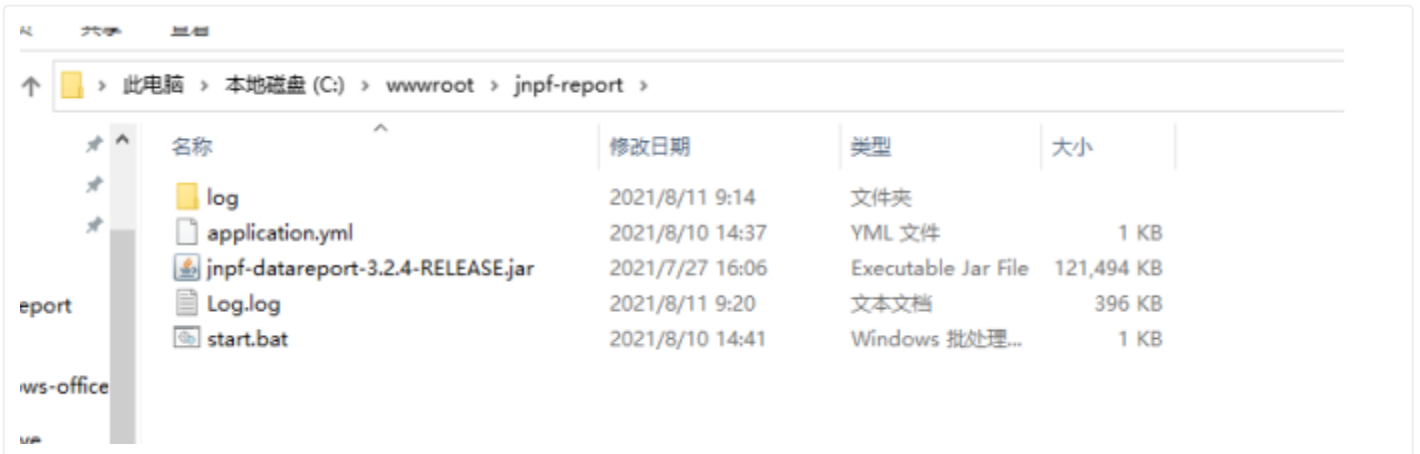 共享 查看
此电脑 › 本地磁盘 (C:) › wwwroot › jnpf-report ›
名称 修改日期 类型 大小
log 2021/8/11 9:14 文件夹
application.yml 2021/8/10 14:37 YML 文件 1 KB
jnpf-datareport-3.2.4-RELEASE.jar 2021/7/27 16:06 Executable Jar File 121,494 KB
eport Log.log 2021/8/11 9:20 文本文档 396 KB
start.bat 2021/8/10 14:41 Windows 批处理... 1 KB
ws-office